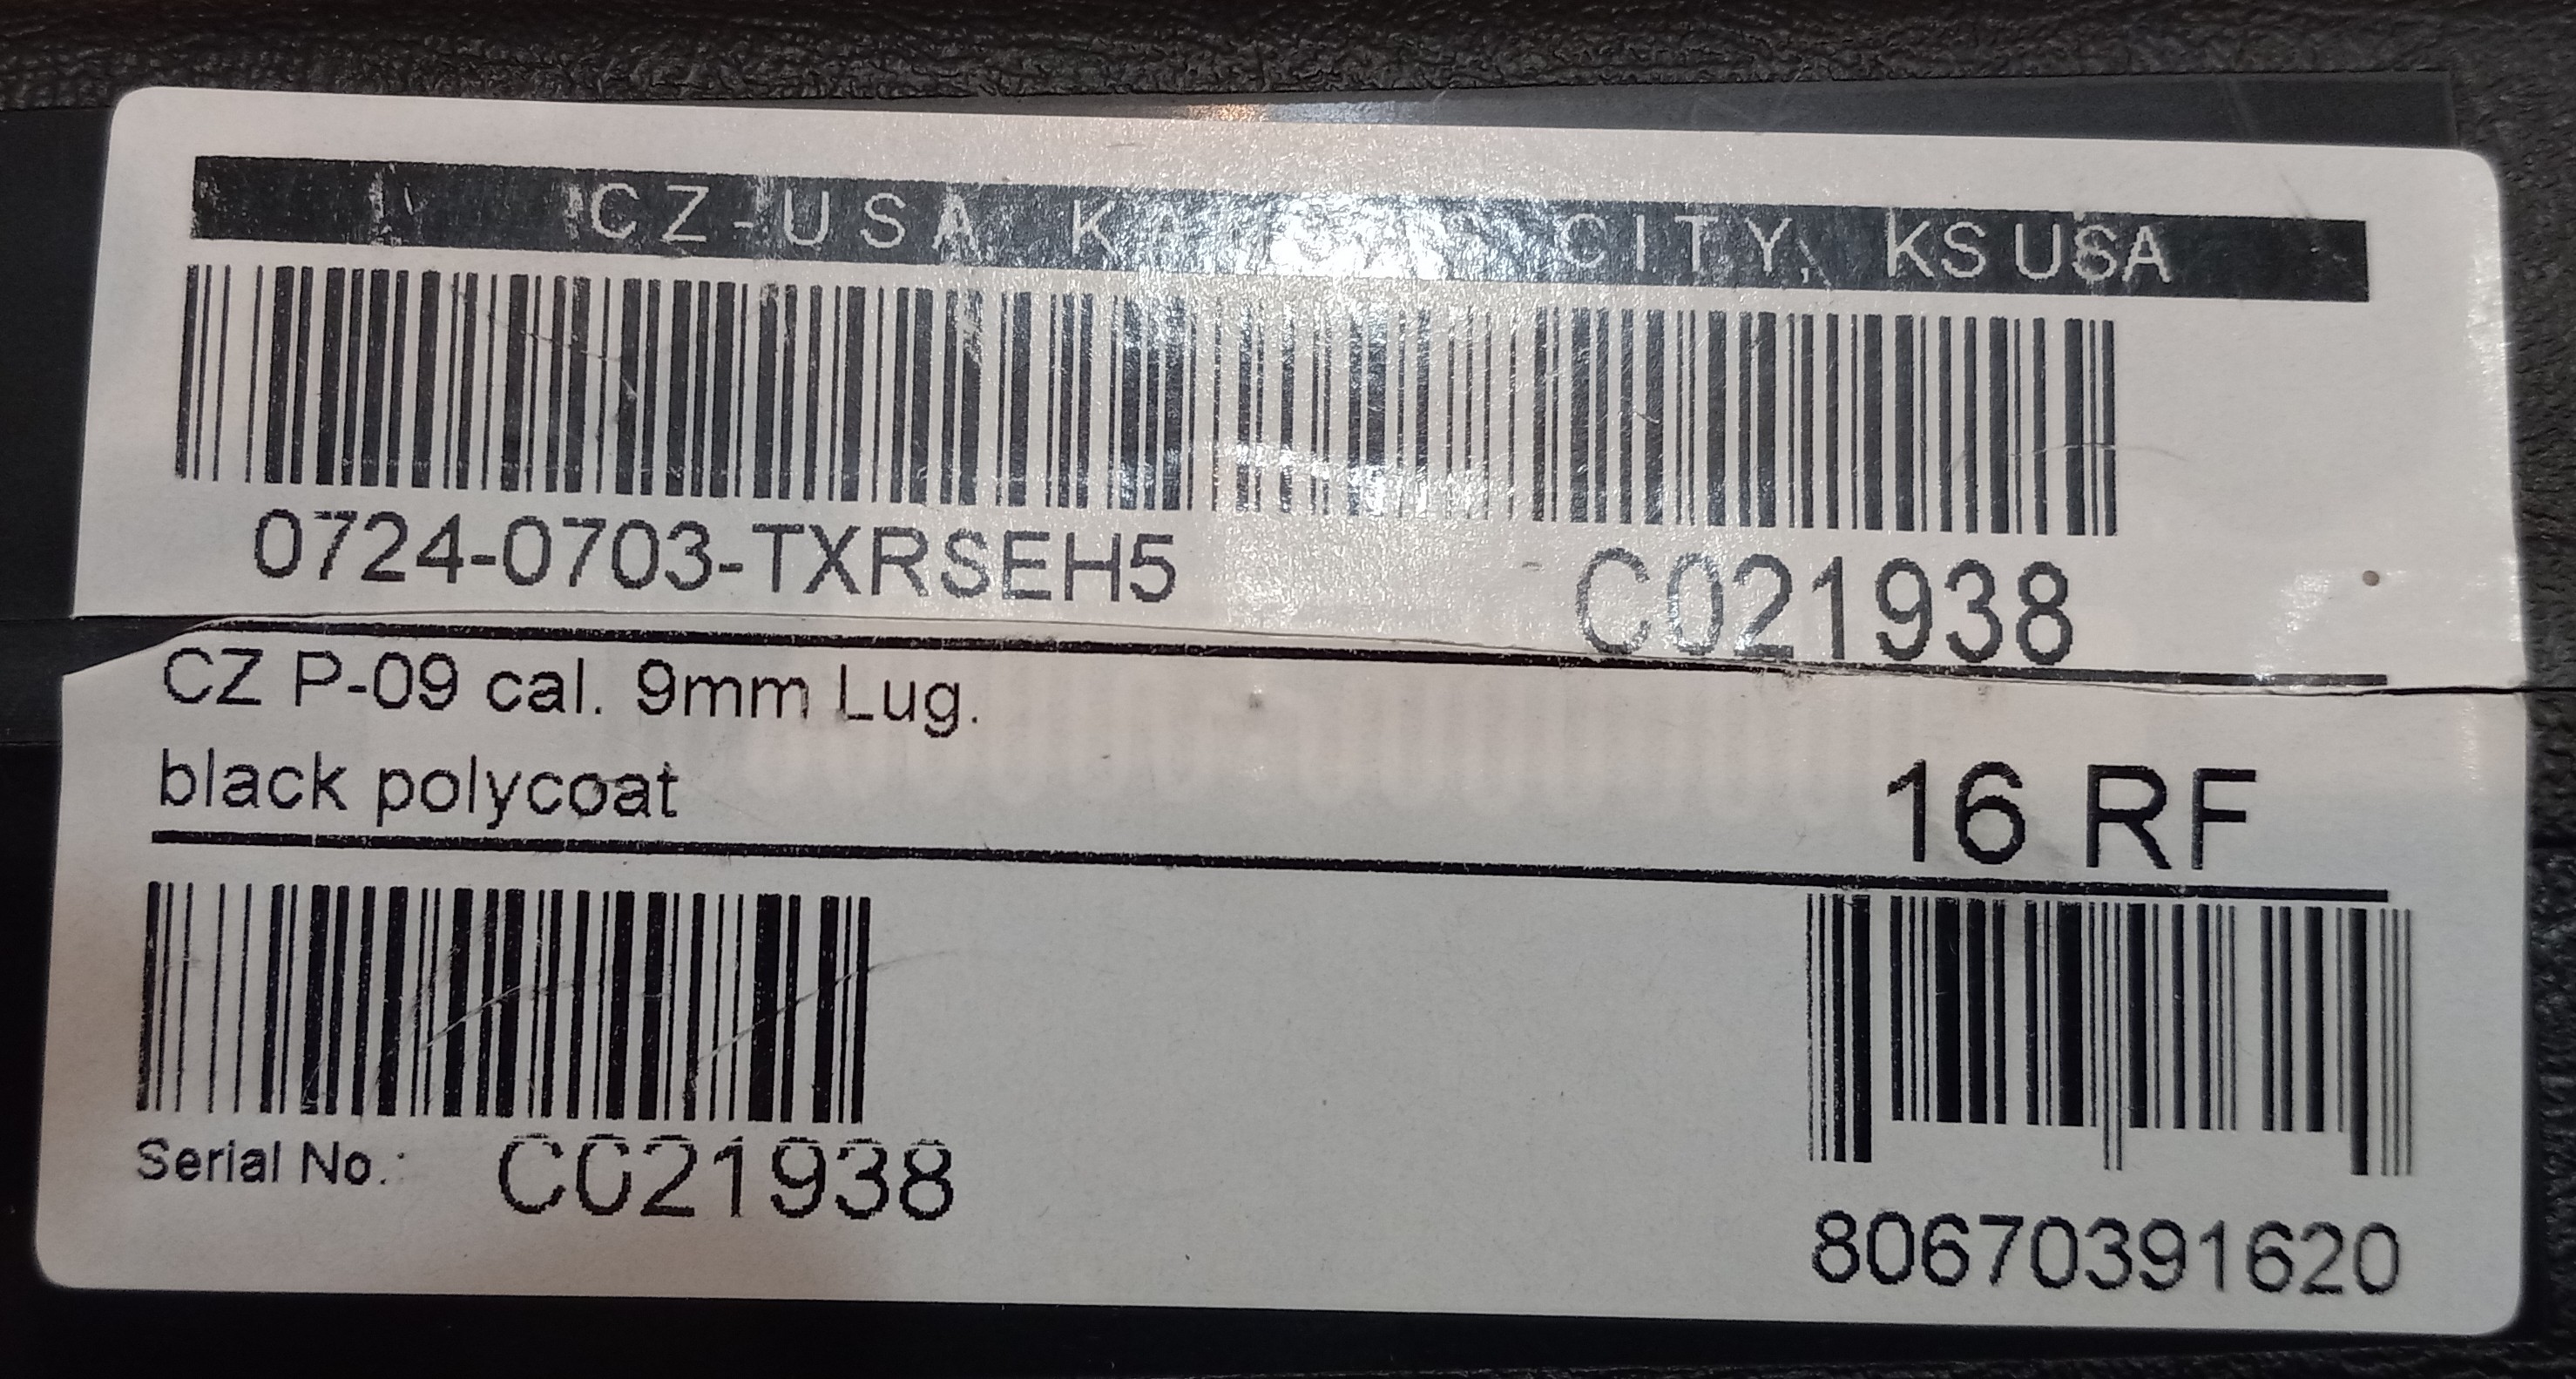 CZ-USA KANSAS CITY, KS USA
0724-0703-TXRSEH5 C021938
CZ P-09 cal. 9mm Lug.
black polycoat 16 RF
Serial No.: C021938
80670391620